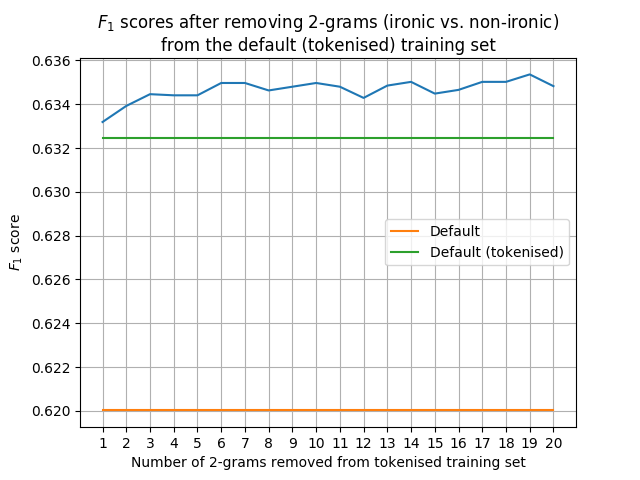 F₁ scores after removing 2-grams (ironic vs. non-ironic)
from the default (tokenised) training set
0.636
0.634
0.632
0.630
0.628
0.626
0.624
0.622
0.620
F₁ score
Default
Default (tokenised)
1 2 3 4 5 6 7 8 9 10 11 12 13 14 15 16 17 18 19 20
Number of 2-grams removed from tokenised training set